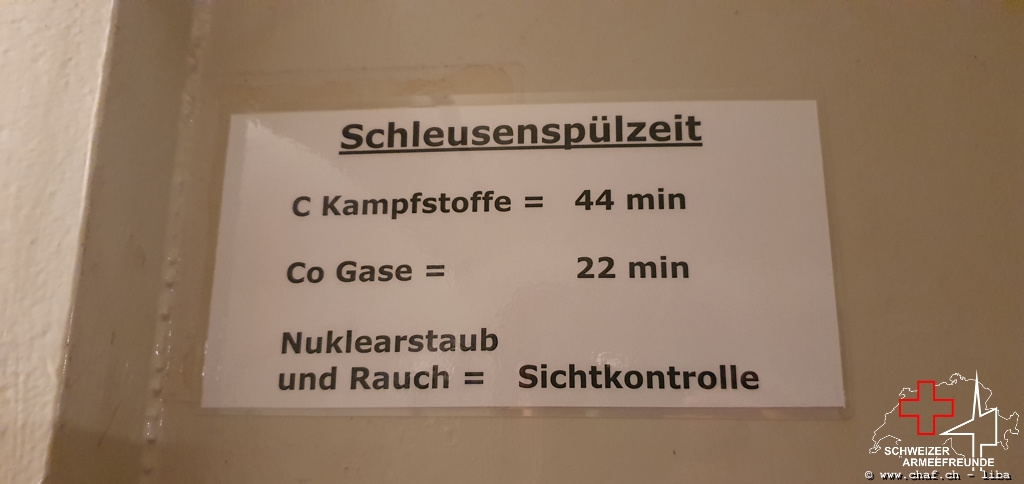 Schleusenspülzeit
C Kampfstoffe = 44 min
Co Gase = 22 min
Nuklearstaub
und Rauch = Sichtkontrolle
SCHWEIZER
ARMEEFREUNDE
© www.chaf.ch - liba